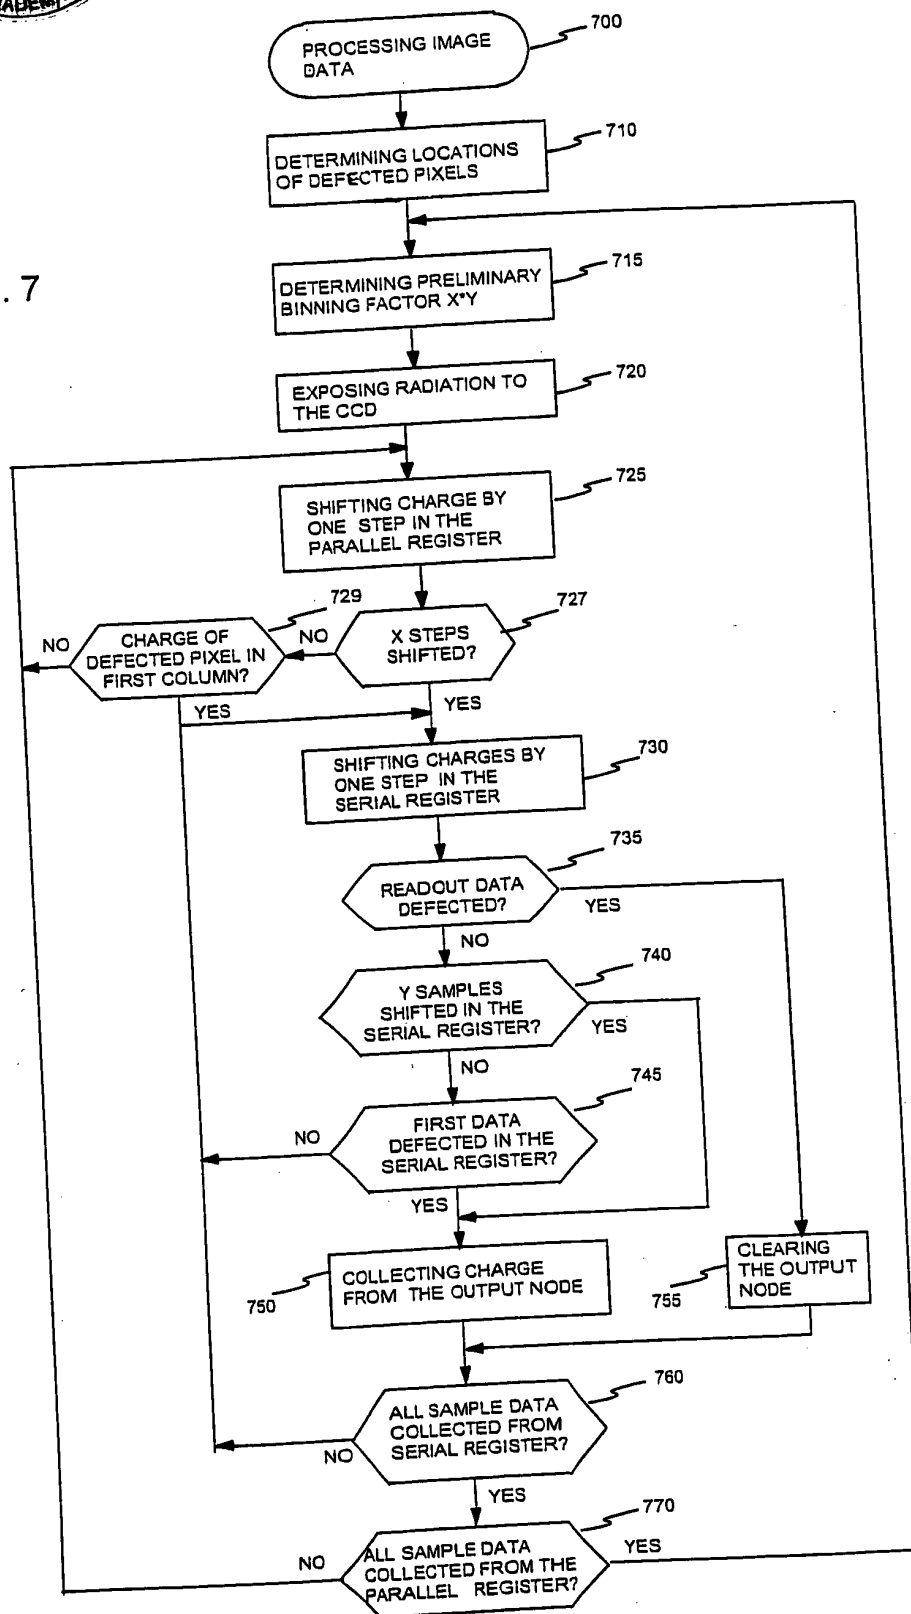 PROCESSING IMAGE
DATA
700
DETERMINING LOCATIONS
OF DEFECTED PIXELS
710
. 7
DETERMINING PRELIMINARY
BINNING FACTOR X*Y
715
EXPOSING RADIATION TO
THE CCD
720
SHIFTING CHARGE BY
ONE STEP IN THE
PARALLEL REGISTER
725
X STEPS
SHIFTED?
727
NO
YES
CHARGE OF
DEFECTED PIXEL IN
FIRST COLUMN?
729
NO
YES
SHIFTING CHARGES BY
ONE STEP IN THE
SERIAL REGISTER
730
READOUT DATA
DEFECTED?
735
YES
NO
Y SAMPLES
SHIFTED IN THE
SERIAL REGISTER?
740
YES
NO
FIRST DATA
DEFECTED IN THE
SERIAL REGISTER?
745
NO
YES
COLLECTING CHARGE
FROM THE OUTPUT NODE
750
CLEARING
THE OUTPUT
NODE
755
ALL SAMPLE DATA
COLLECTED FROM
SERIAL REGISTER?
760
NO
YES
ALL SAMPLE DATA
COLLECTED FROM THE
PARALLEL REGISTER?
770
NO
YES